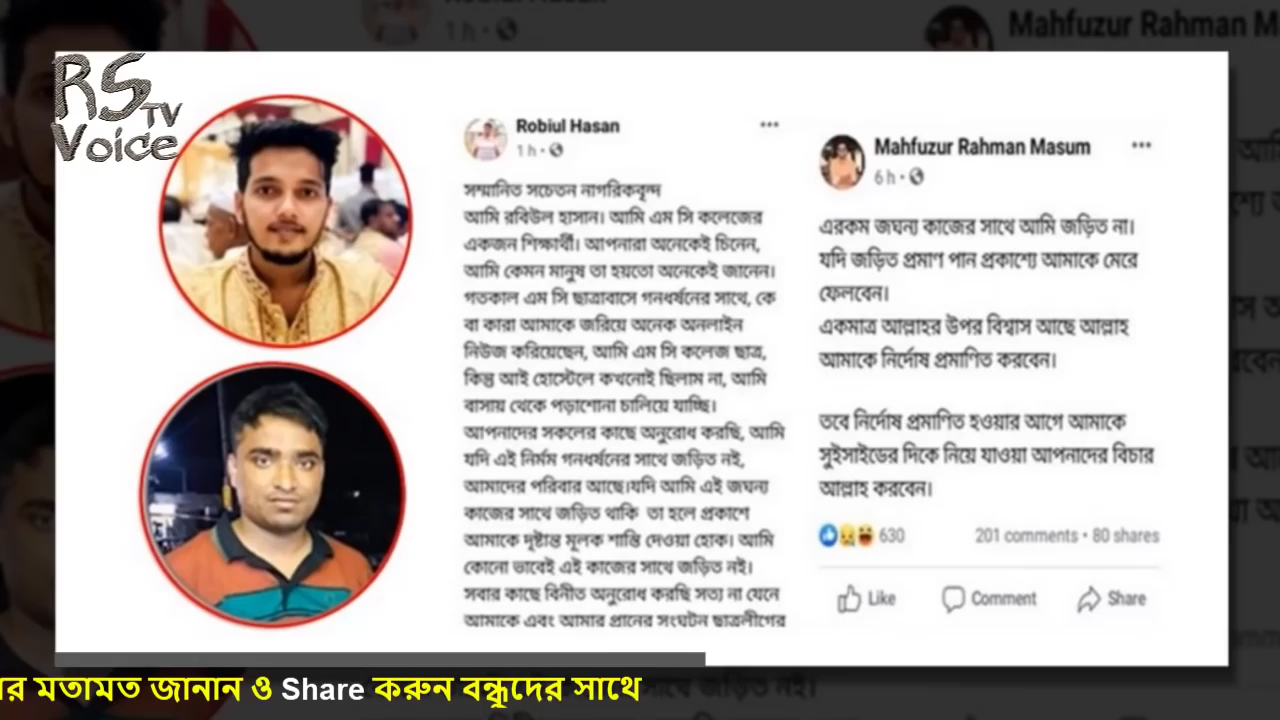 RS TV
Voice
Robiul Hasan
1 h
সম্মানিত সচেতন নাগরিকবৃন্দ
আমি রবিউল হাসান। আমি এম সি কলেজের
একজন শিক্ষার্থী। আপনারা অনেকেই চিনেন,
আমি কেমন মানুষ তা হয়তো অনেকেই জানেন।
গতকাল এম সি ছাত্রাবাসে গনধর্ষনের সাথে, কে
বা কারা আমাকে জরিয়ে অনেক অনলাইন
নিউজ করিয়েছেন, আমি এম সি কলেজ ছাত্র,
কিন্তু আই হোস্টেলে কখনোই ছিলাম না, আমি
বাসায় থেকে পড়াশোনা চালিয়ে যাচ্ছি।
আপনাদের সকলের কাছে অনুরোধ করছি, আমি
যদি এই নির্মম গনধর্ষনের সাথে জড়িত নই,
আমাদের পরিবার আছে।যদি আমি এই জঘন্য
কাজের সাথে জড়িত থাকি তা হলে প্রকাশে
আমাকে দৃষ্টান্ত মূলক শাস্তি দেওয়া হোক। আমি
কোনো ভাবেই এই কাজের সাথে জড়িত নই।
সবার কাছে বিনীত অনুরোধ করছি সত্য না যেনে
আমাকে এবং আমার প্রানের সংঘটন ছাত্রলীগের
Mahfuzur Rahman Masum
6 h
এরকম জঘন্য কাজের সাথে আমি জড়িত না।
যদি জড়িত প্রমাণ পান প্রকাশ্যে আমাকে মেরে
ফেলবেন।
একমাত্র আল্লাহর উপর বিশ্বাস আছে আল্লাহ
আমাকে নির্দোষ প্রমাণিত করবেন।
তবে নির্দোষ প্রমাণিত হওয়ার আগে আমাকে
সুইসাইডের দিকে নিয়ে যাওয়া আপনাদের বিচার
আল্লাহ করবেন।
630 201 comments • 80 shares
Like Comment Share
মতামত জানান ও Share করুন বন্ধুদের সাথে